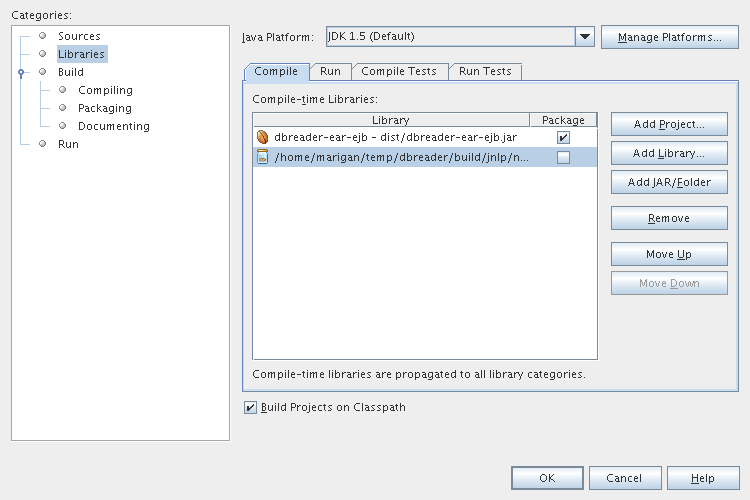 Categories:
Sources
Libraries
Build
Compiling
Packaging
Documenting
Run
Java Platform:
JDK 1.5 (Default)
Manage Platforms...
Compile
Run
Compile Tests
Run Tests
Compile-time Libraries:
Library Package
dbreader-ear-ejb - dist/dbreader-ear-ejb.jar
/home/marigan/temp/dbreader/build/jnlp/n...
Add Project...
Add Library...
Add JAR/Folder
Remove
Move Up
Move Down
Compile-time libraries are propagated to all library categories.
Build Projects on Classpath
OK
Cancel
Help